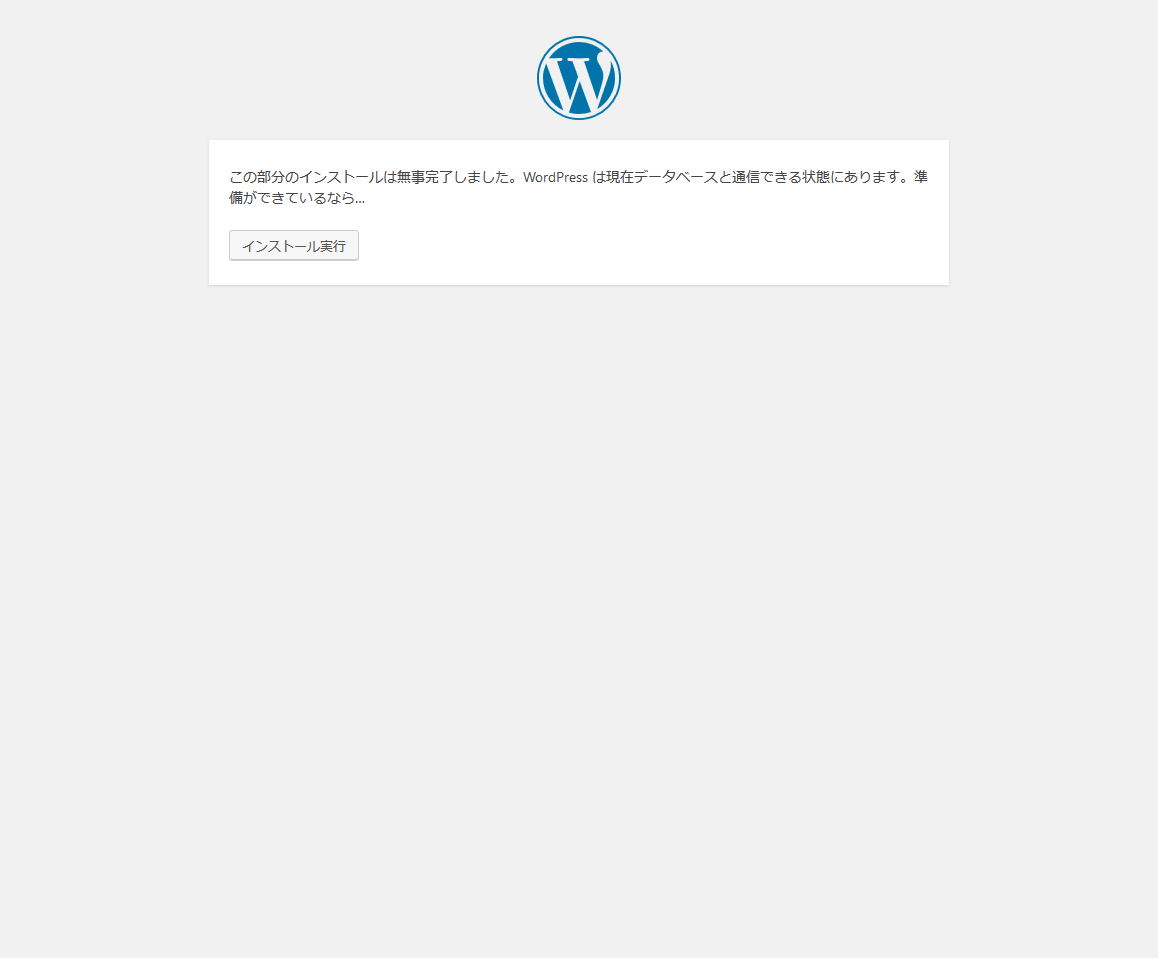 この部分のインストールは無事完了しました。WordPress は現在データベースと通信できる状態にあります。準
備ができているなら…
インストール実行